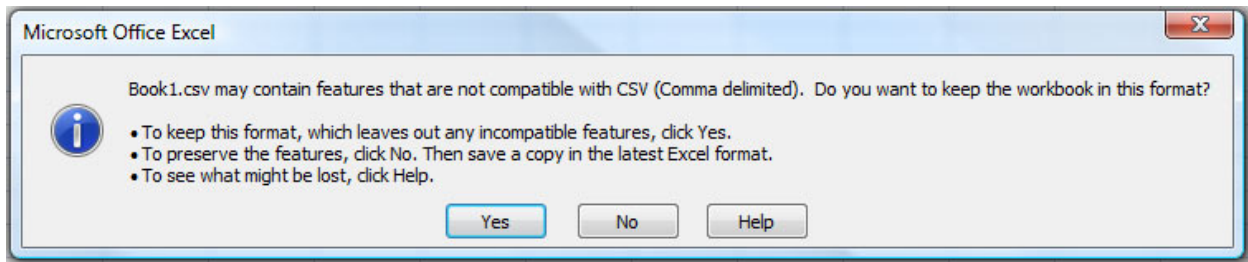 Microsoft Office Excel
Book1.csv may contain features that are not compatible with CSV (Comma delimited).  Do you want to keep the workbook in this format?
• To keep this format, which leaves out any incompatible features, click Yes.
• To preserve the features, click No. Then save a copy in the latest Excel format.
• To see what might be lost, click Help.
Yes No Help